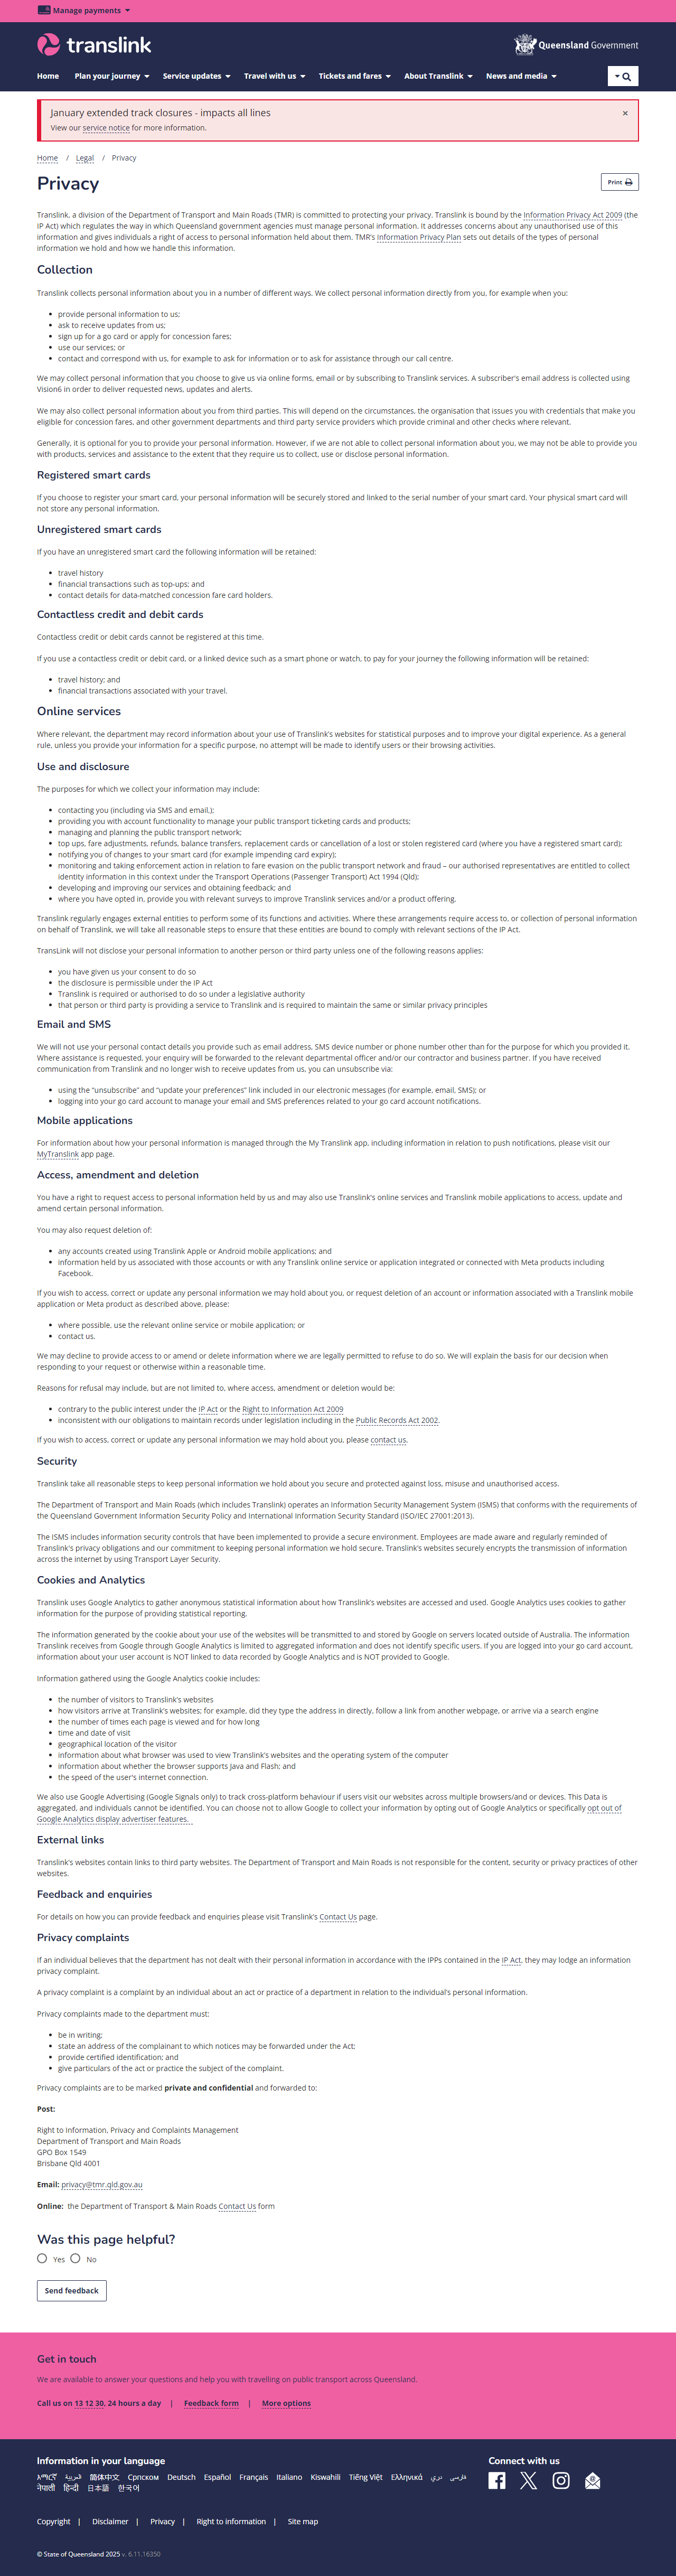 Manage payments
translink
Queensland Government
Home Plan your journey Service updates Travel with us Tickets and fares About Translink News and media
January extended track closures - impacts all lines
×
View our service notice for more information.
Home / Legal / Privacy
Privacy
Print
Translink, a division of the Department of Transport and Main Roads (TMR) is committed to protecting your privacy. Translink is bound by the Information Privacy Act 2009 (the
IP Act) which regulates the way in which Queensland government agencies must manage personal information. It addresses concerns about any unauthorised use of this
information and gives individuals a right of access to personal information held about them. TMR's Information Privacy Plan sets out details of the types of personal
information we hold and how we handle this information.
Collection
Translink collects personal information about you in a number of different ways. We collect personal information directly from you, for example when you:
• provide personal information to us;
• ask to receive updates from us;
• sign up for a go card or apply for concession fares;
• use our services; or
• contact and correspond with us, for example to ask for information or to ask for assistance through our call centre.
We may collect personal information that you choose to give us via online forms, email or by subscribing to Translink services. A subscriber's email address is collected using
Vision6 in order to deliver requested news, updates and alerts.
We may also collect personal information about you from third parties. This will depend on the circumstances, the organisation that issues you with credentials that make you
eligible for concession fares, and other government departments and third party service providers which provide criminal and other checks where relevant.
Generally, it is optional for you to provide your personal information. However, if we are not able to collect personal information about you, we may not be able to provide you
with products, services and assistance to the extent that they require us to collect, use or disclose personal information.
Registered smart cards
If you choose to register your smart card, your personal information will be securely stored and linked to the serial number of your smart card. Your physical smart card will
not store any personal information.
Unregistered smart cards
If you have an unregistered smart card the following information will be retained:
• travel history
• financial transactions such as top-ups; and
• contact details for data-matched concession fare card holders.
Contactless credit and debit cards
Contactless credit or debit cards cannot be registered at this time.
If you use a contactless credit or debit card, or a linked device such as a smart phone or watch, to pay for your journey the following information will be retained:
• travel history; and
• financial transactions associated with your travel.
Online services
Where relevant, the department may record information about your use of Translink's websites for statistical purposes and to improve your digital experience. As a general
rule, unless you provide your information for a specific purpose, no attempt will be made to identify users or their browsing activities.
Use and disclosure
The purposes for which we collect your information may include:
• contacting you (including via SMS and email,);
• providing you with account functionality to manage your public transport ticketing cards and products;
• managing and planning the public transport network;
• top ups, fare adjustments, refunds, balance transfers, replacement cards or cancellation of a lost or stolen registered card (where you have a registered smart card);
• notifying you of changes to your smart card (for example impending card expiry);
• monitoring and taking enforcement action in relation to fare evasion on the public transport network and fraud – our authorised representatives are entitled to collect
identity information in this context under the Transport Operations (Passenger Transport) Act 1994 (Qld);
• developing and improving our services and obtaining feedback; and
• where you have opted in, provide you with relevant surveys to improve Translink services and/or a product offering.
Translink regularly engages external entities to perform some of its functions and activities. Where these arrangements require access to, or collection of personal information
on behalf of Translink, we will take all reasonable steps to ensure that these entities are bound to comply with relevant sections of the IP Act.
TransLink will not disclose your personal information to another person or third party unless one of the following reasons applies:
• you have given us your consent to do so
• the disclosure is permissible under the IP Act
• Translink is required or authorised to do so under a legislative authority
• that person or third party is providing a service to Translink and is required to maintain the same or similar privacy principles
Email and SMS
We will not use your personal contact details you provide such as email address, SMS device number or phone number other than for the purpose for which you provided it.
Where assistance is requested, your enquiry will be forwarded to the relevant departmental officer and/or our contractor and business partner. If you have received
communication from Translink and no longer wish to receive updates from us, you can unsubscribe via:
• using the "unsubscribe" and "update your preferences" link included in our electronic messages (for example, email, SMS); or
• logging into your go card account to manage your email and SMS preferences related to your go card account notifications.
Mobile applications
For information about how your personal information is managed through the My Translink app, including information in relation to push notifications, please visit our
MyTranslink app page.
Access, amendment and deletion
You have a right to request access to personal information held by us and may also use Translink's online services and Translink mobile applications to access, update and
amend certain personal information.
You may also request deletion of:
• any accounts created using Translink Apple or Android mobile applications; and
• information held by us associated with those accounts or with any Translink online service or application integrated or connected with Meta products including
Facebook.
If you wish to access, correct or update any personal information we may hold about you, or request deletion of an account or information associated with a Translink mobile
application or Meta product as described above, please:
• where possible, use the relevant online service or mobile application; or
• contact us.
We may decline to provide access to or amend or delete information where we are legally permitted to refuse to do so. We will explain the basis for our decision when
responding to your request or otherwise within a reasonable time.
Reasons for refusal may include, but are not limited to, where access, amendment or deletion would be:
• contrary to the public interest under the IP Act or the Right to Information Act 2009
• inconsistent with our obligations to maintain records under legislation including in the Public Records Act 2002.
If you wish to access, correct or update any personal information we may hold about you, please contact us.
Security
Translink take all reasonable steps to keep personal information we hold about you secure and protected against loss, misuse and unauthorised access.
The Department of Transport and Main Roads (which includes Translink) operates an Information Security Management System (ISMS) that conforms with the requirements of
the Queensland Government Information Security Policy and International Information Security Standard (ISO/IEC 27001:2013).
The ISMS includes information security controls that have been implemented to provide a secure environment. Employees are made aware and regularly reminded of
Translink's privacy obligations and our commitment to keeping personal information we hold secure. Translink's websites securely encrypts the transmission of information
across the internet by using Transport Layer Security.
Cookies and Analytics
Translink uses Google Analytics to gather anonymous statistical information about how Translink's websites are accessed and used. Google Analytics uses cookies to gather
information for the purpose of providing statistical reporting.
The information generated by the cookie about your use of the websites will be transmitted to and stored by Google on servers located outside of Australia. The information
Translink receives from Google through Google Analytics is limited to aggregated information and does not identify specific users. If you are logged into your go card account,
information about your user account is NOT linked to data recorded by Google Analytics and is NOT provided to Google.
Information gathered using the Google Analytics cookie includes:
• the number of visitors to Translink's websites
• how visitors arrive at Translink's websites; for example, did they type the address in directly, follow a link from another webpage, or arrive via a search engine
• the number of times each page is viewed and for how long
• time and date of visit
• geographical location of the visitor
• information about what browser was used to view Translink's websites and the operating system of the computer
• information about whether the browser supports Java and Flash; and
• the speed of the user's internet connection.
We also use Google Advertising (Google Signals only) to track cross-platform behaviour if users visit our websites across multiple browsers/and or devices. This Data is
aggregated, and individuals cannot be identified. You can choose not to allow Google to collect your information by opting out of Google Analytics or specifically opt out of
Google Analytics display advertiser features.
External links
Translink's websites contain links to third party websites. The Department of Transport and Main Roads is not responsible for the content, security or privacy practices of other
websites.
Feedback and enquiries
For details on how you can provide feedback and enquiries please visit Translink's Contact Us page.
Privacy complaints
If an individual believes that the department has not dealt with their personal information in accordance with the IPPs contained in the IP Act, they may lodge an information
privacy complaint.
A privacy complaint is a complaint by an individual about an act or practice of a department in relation to the individual's personal information.
Privacy complaints made to the department must:
• be in writing;
• state an address of the complainant to which notices may be forwarded under the Act;
• provide certified identification; and
• give particulars of the act or practice the subject of the complaint.
Privacy complaints are to be marked private and confidential and forwarded to:
Post:
Right to Information, Privacy and Complaints Management
Department of Transport and Main Roads
GPO Box 1549
Brisbane Qld 4001
Email: privacy@tmr.qld.gov.au
Online: the Department of Transport & Main Roads Contact Us form
Was this page helpful?
Yes No
Send feedback
Get in touch
We are available to answer your questions and help you with travelling on public transport across Queensland.
Call us on 13 12 30, 24 hours a day | Feedback form | More options
Information in your language
አማርኛ العربية 简体中文 Српском Deutsch Español Français Italiano Kiswahili Tiếng Việt Ελληνικά دری فارسی
नेपाली हिन्दी 日本語 한국어
Connect with us
Copyright | Disclaimer | Privacy | Right to information | Site map
© State of Queensland 2025 v. 6.11.16350